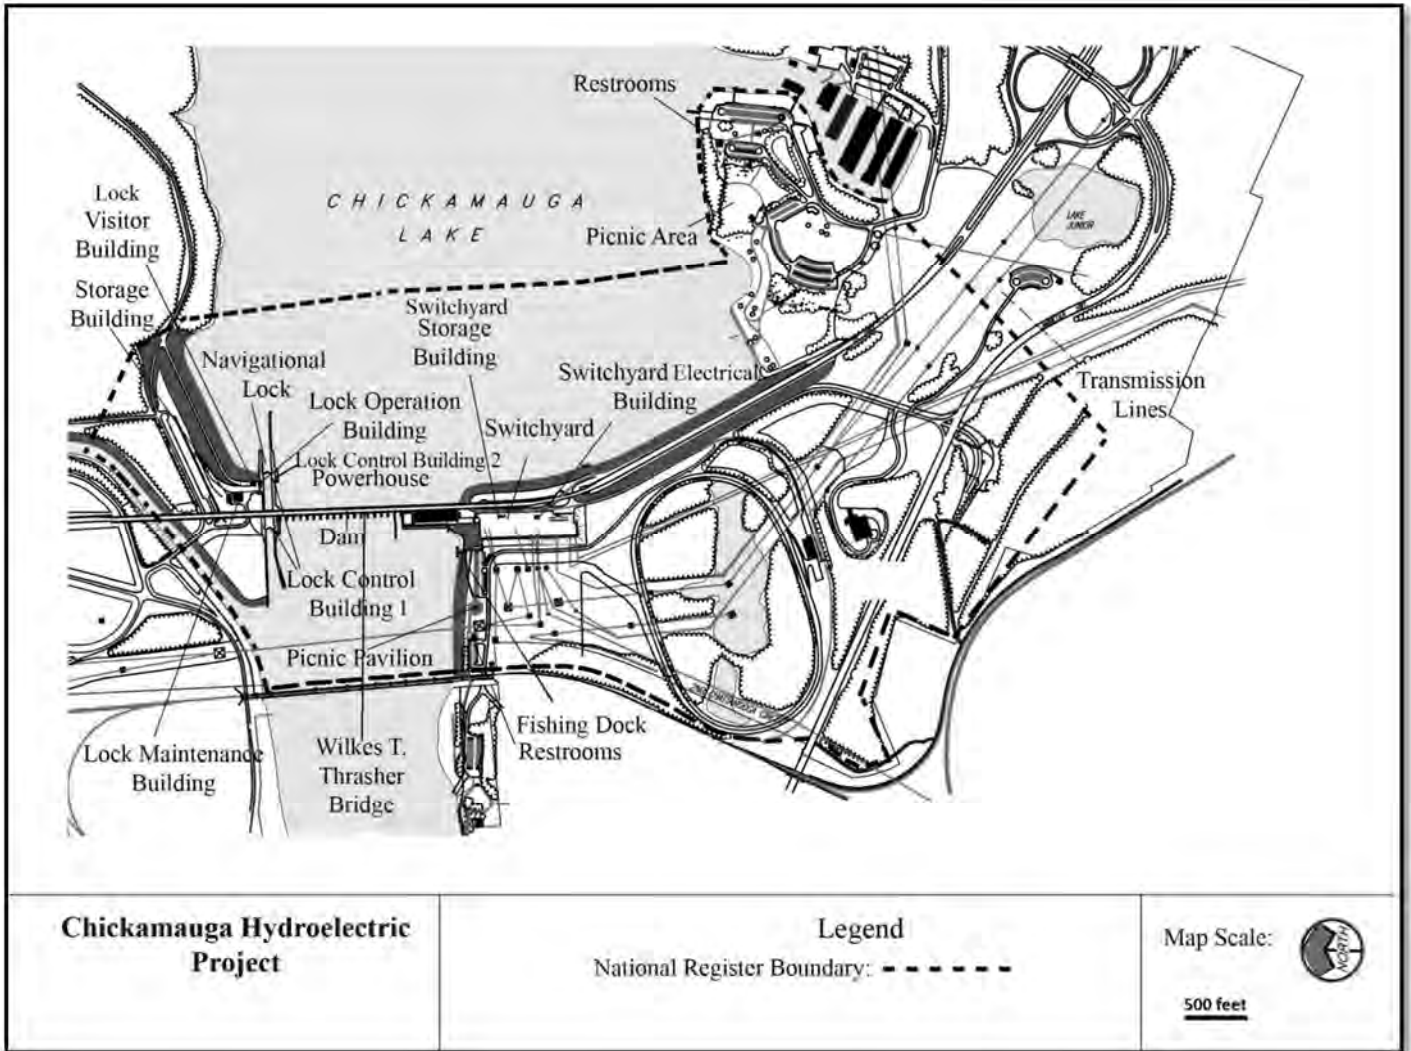 Restrooms
CHICKAMAUGA
LAKE
Picnic Area
LAKE
JUNIOR
Lock
Visitor
Building
Storage
Building
Navigational
Lock
Switchyard
Storage
Building
Switchyard Electrical
Building
Transmission
Lines
Lock Operation
Building
Switchyard
Lock Control Building 2
Powerhouse
Dam
Lock Control
Building 1
Picnic Pavilion
Lock Maintenance
Building
Wilkes T.
Thrasher
Bridge
Fishing Dock
Restrooms
Chickamauga Hydroelectric
Project
Legend
National Register Boundary:
Map Scale:
NORTH
500 feet